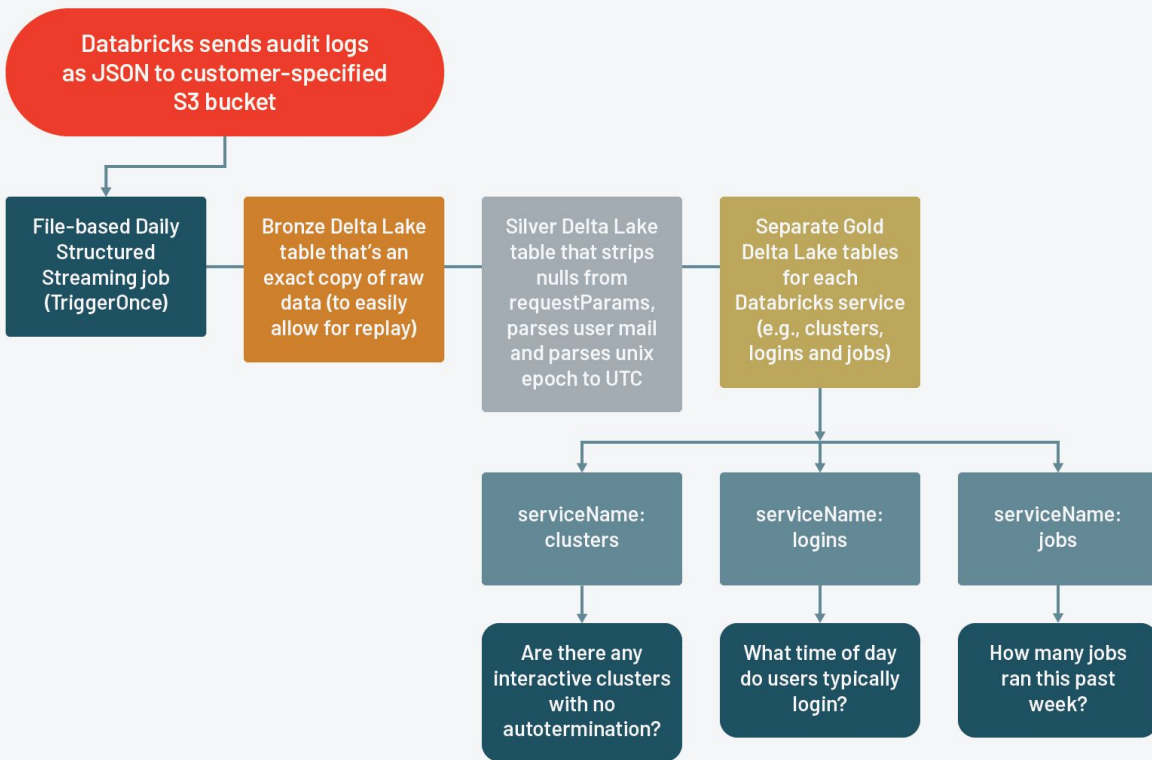 Databricks sends audit logs
as JSON to customer-specified
S3 bucket
File-based Daily
Structured
Streaming job
(TriggerOnce)
Bronze Delta Lake
table that's an
exact copy of raw
data (to easily
allow for replay)
Silver Delta Lake
table that strips
nulls from
requestParams,
parses user mail
and parses unix
epoch to UTC
Separate Gold
Delta Lake tables
for each
Databricks service
(e.g., clusters,
logins and jobs)
serviceName:
clusters
serviceName:
logins
serviceName:
jobs
Are there any
interactive clusters
with no
autotermination?
What time of day
do users typically
login?
How many jobs
ran this past
week?